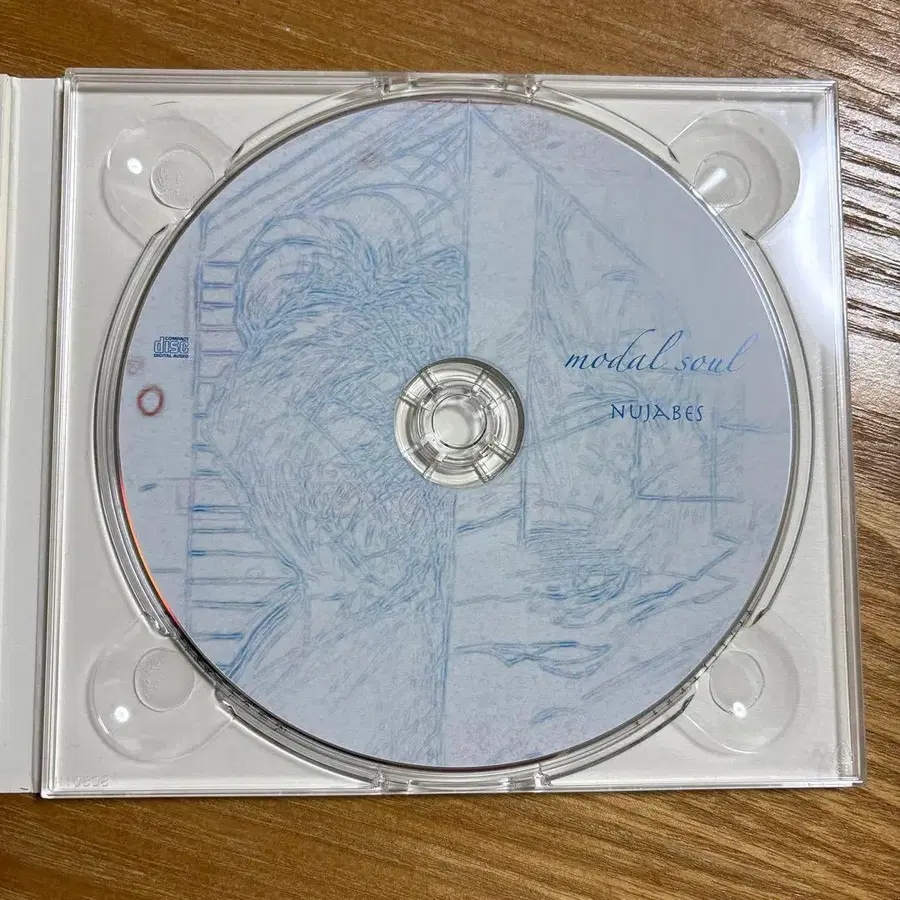 COMPACT
disc
DIGITAL AUDIO
modal soul
NUJABES